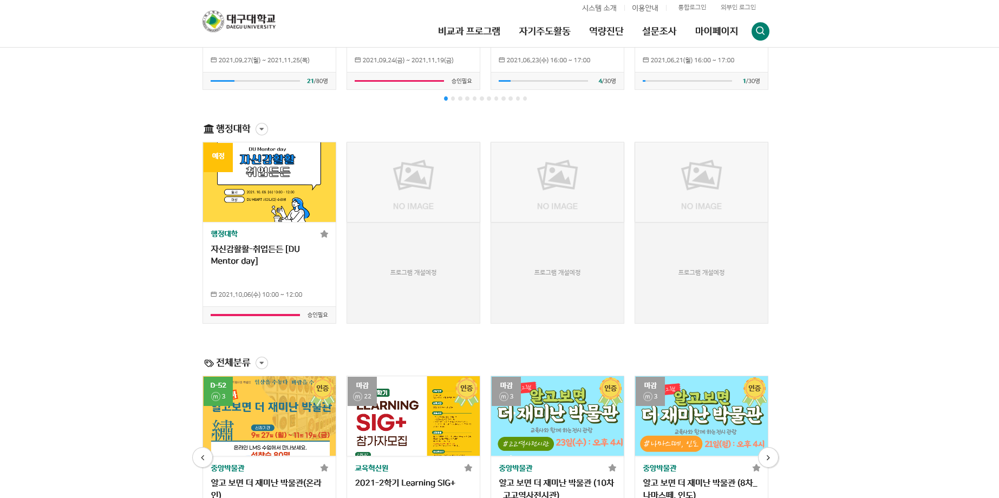 시스템 소개
이용안내
통합로그인
외부인 로그인
대구대학교
DAEGU UNIVERSITY
비교과 프로그램
자기주도활동
역량진단
설문조사
마이페이지
2021.09.27(월) ~ 2021.11.25(목)
2021.09.24(금) ~ 2021.11.19(금)
2021.06.23(수) 16:00 ~ 17:00
2021.06.21(월) 16:00 ~ 17:00
21/80명
승인필요
4/30명
1/30명
행정대학
예정
DU Mentor day
자신감활활
취업든든
일시
2021. 10. 06. (수) 10:00 - 12:00
대상
DU HEART 세미나(2) 수강생
NO IMAGE
NO IMAGE
NO IMAGE
행정대학
자신감활활-취업든든 [DU
Mentor day]
2021.10.06(수) 10:00 ~ 12:00
승인필요
프로그램 개설예정
프로그램 개설예정
프로그램 개설예정
전체분류
D-52
m 3
인증
알고보면 더 재미난 박물관
繡
신청기간
9월 27일 (월) ~ 11월 19일 (금)
온라인 LMS 수업에서 만나보세요.
선착순 80명
마감
m 22
인증
학기
LEARNING
SIG+
참가자모집
마감
m 3
인증
알고보면
더 재미난 박물관
교육사와 함께 하는 전시 관람
#고고역사전시관
23일(수) : 오후 4시
마감
m 3
인증
알고보면
더 재미난 박물관
교육사와 함께 하는 전시 관람
#나마스떼, 인도
21일(월) : 오후 4시
중앙박물관
알고 보면 더 재미난 박물관(온라
인)
교육혁신원
2021-2학기 Learning SIG+
중앙박물관
알고 보면 더 재미난 박물관 (10차
_고고역사전시관)
중앙박물관
알고 보면 더 재미난 박물관 (8차_
나마스떼, 인도)